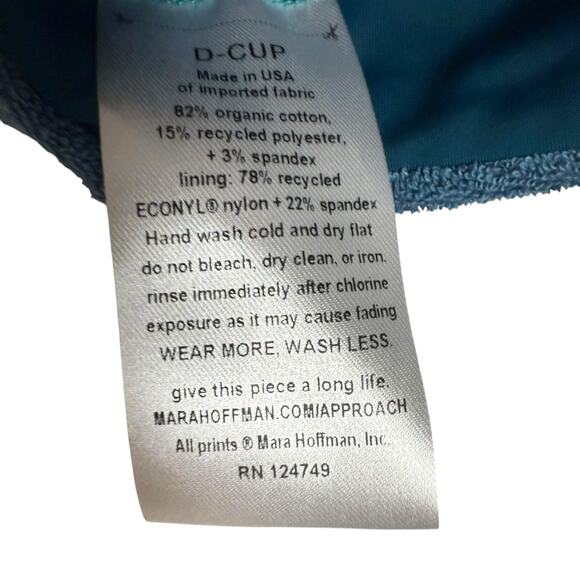 D-CUP
Made in USA
of imported fabric
82% organic cotton,
15% recycled polyester,
+ 3% spandex
lining: 78% recycled
ECONYL® nylon + 22% spandex
Hand wash cold and dry flat
do not bleach, dry clean, or iron.
rinse immediately after chlorine
exposure as it may cause fading
WEAR MORE, WASH LESS.
give this piece a long life.
MARAHOFFMAN.COM/APPROACH
All prints ® Mara Hoffman, Inc.
RN 124749